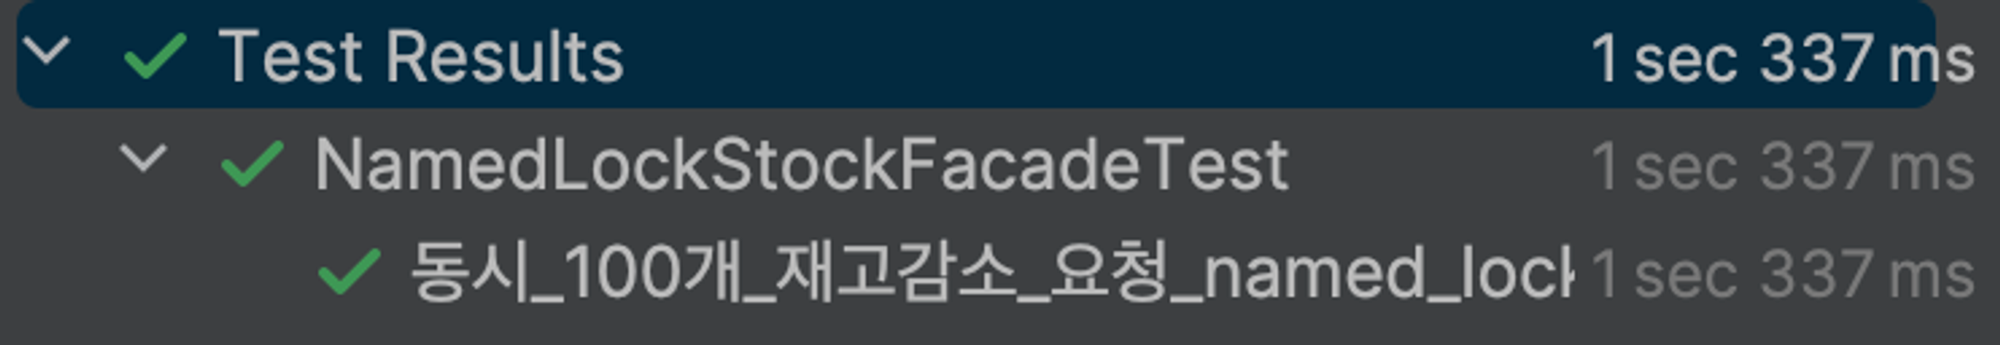 Test Results 1 sec 337 ms
NamedLockStockFacadeTest 1 sec 337 ms
동시_100개_재고감소_요청_named_lock 1 sec 337 ms